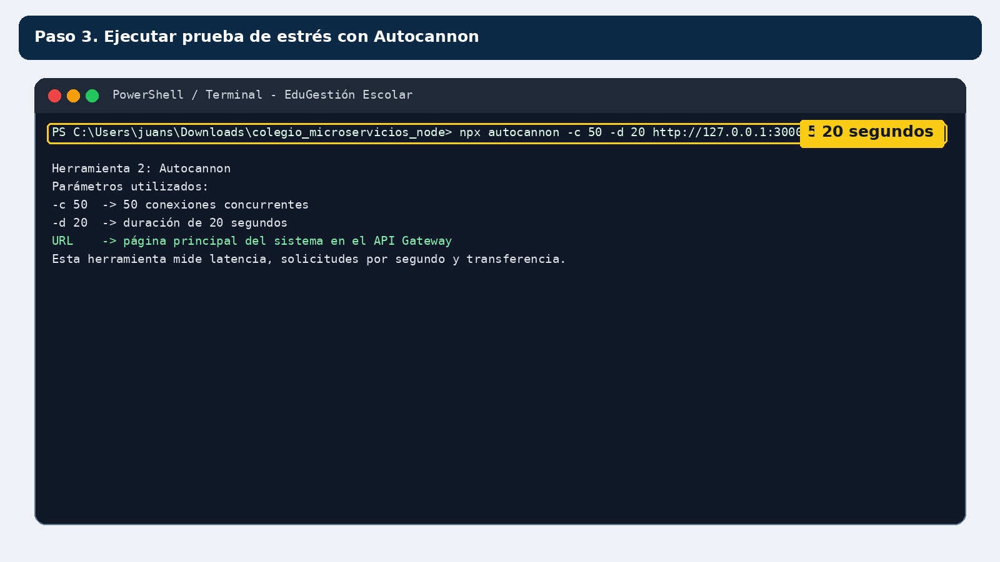 Paso 3. Ejecutar prueba de estrés con Autocannon
PowerShell / Terminal - EduGestión Escolar
PS C:\Users\juans\Downloads\colegio_microservicios_node> npx autocannon -c 50 -d 20 http://127.0.0.1:3000
5 20 segundos
Herramienta 2: Autocannon
Parámetros utilizados:
-c 50  -> 50 conexiones concurrentes
-d 20  -> duración de 20 segundos
URL    -> página principal del sistema en el API Gateway
Esta herramienta mide latencia, solicitudes por segundo y transferencia.